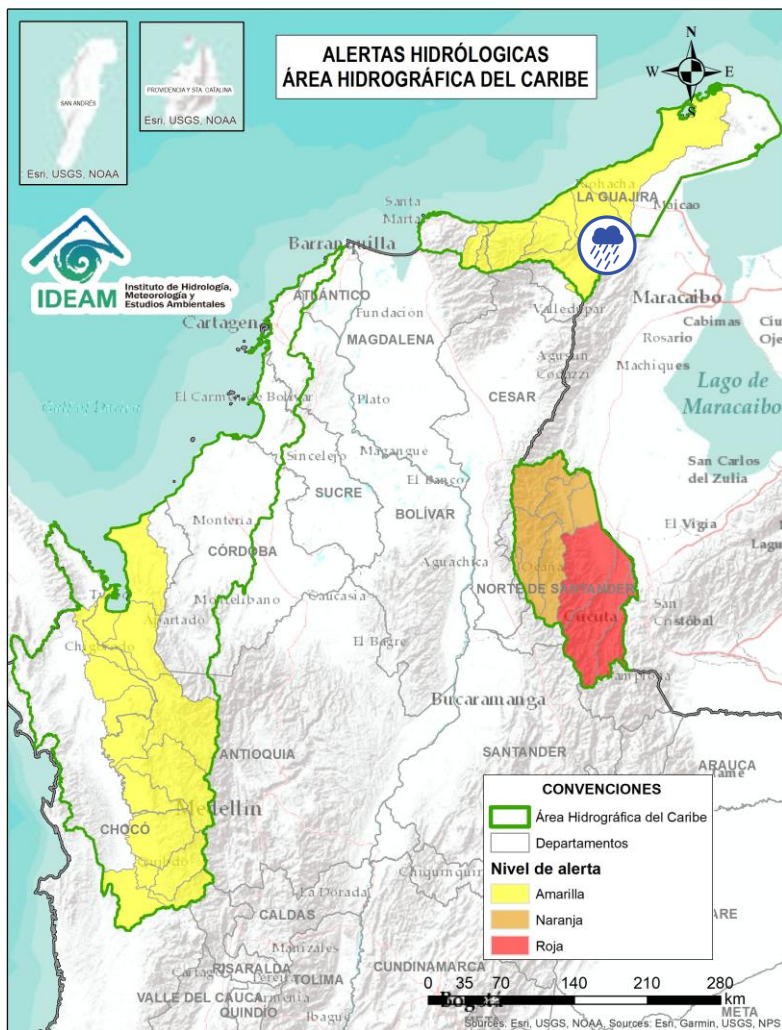 ALERTAS HIDRÓLOGICAS
ÁREA HIDROGRÁFICA DEL CARIBE
SAN ANDRÉS
Esri, USGS, NOAA
PROVIDENCIA Y STA. CATALINA
Esri, USGS, NOAA
N
W
E
S
IDEAM
Instituto de Hidrología,
Meteorología y
Estudios Ambientales
LA GUAJIRA
Maicao
Santa
Marta
Barranquilla
ATLÁNTICO
Cartagen
Fundación
MAGDALENA
Valledupar
Maracaibo
Cabimas
Rosario
Machiques
Agustín
Codazzi
CESAR
Lago de
Maracaibo
El Carmen de Bolívar
Plato
Sincelejo
Magangue
El Banco
SUCRE
BOLÍVAR
San Carlos
del Zulia
El Vigia
Montería
CÓRDOBA
Aguachica
Ocaña
NORTE DE SANTANDER
Cúcuta
San
Cristóbal
Montelíbano
Caucasia
Apartado
El Bagre
Bucaramanga
ANTIOQUIA
SANTANDER
ARAUCA
Medellín
CHOCÓ
Quibdó
La Dorada
CALDAS
Manizales
RISARALDA
TOLIMA
CUNDINAMARCA
VALLE DEL CAUCA
QUINDÍO
Ibague
Bogotá
META
META
CONVENCIONES
Área Hidrográfica del Caribe
Departamentos
Nivel de alerta
Amarilla
Naranja
Roja
0 35 70 140 210 280
km
Sources: Esri, USGS, NOAA, Sources: Esri, Garmin, USGS, NPS